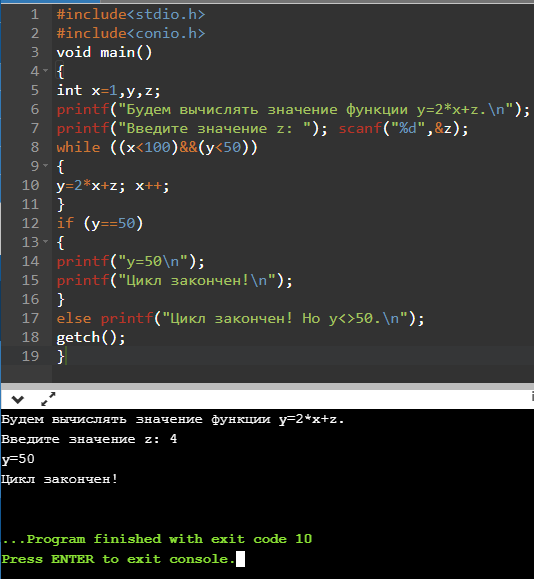 1 #include<stdio.h>
2 #include<conio.h>
3 void main()
4 {
5 int x=1,y,z;
6 printf("Будем вычислять значение функции y=2*x+z.\n");
7 printf("Введите значение z: "); scanf("%d",&z);
8 while ((x<100)&&(y<50))
9 {
10 y=2*x+z; x++;
11 }
12 if (y==50)
13 {
14 printf("y=50\n");
15 printf("Цикл закончен!\n");
16 }
17 else printf("Цикл закончен! Но y<>50.\n");
18 getch();
19 }
Будем вычислять значение функции y=2*x+z.
Введите значение z: 4
y=50
Цикл закончен!
...Program finished with exit code 10
Press ENTER to exit console.